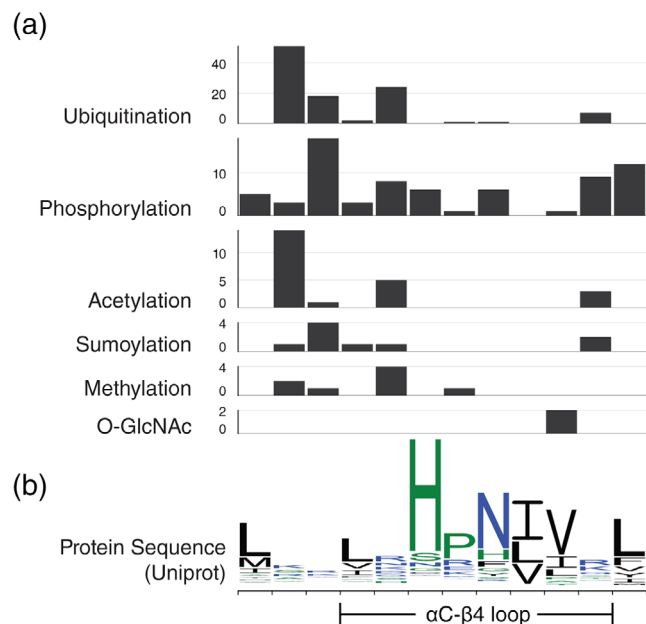 (a)
40
20
0
Ubiquitination
10
0
Phosphorylation
10
5
0
Acetylation
4
0
Sumoylation
4
0
Methylation
2
0
O-GlcNAc
(b)
Protein Sequence
(Uniprot)
L M L V H S N P R N H I L V V I L F V
αC-β4 loop